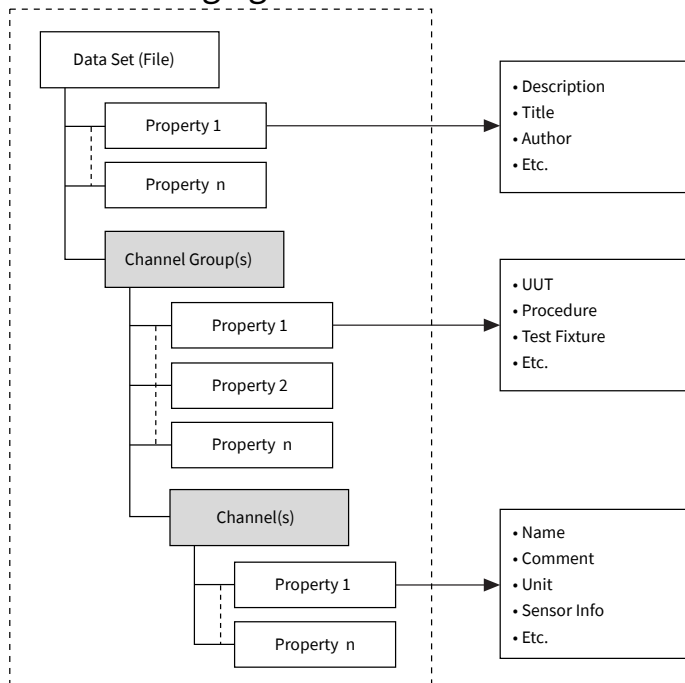 Data Set (File)
Property 1
Property n
Channel Group(s)
Property 1
Property 2
Property n
Channel(s)
Property 1
Property n
• Description
• Title
• Author
• Etc.
• UUT
• Procedure
• Test Fixture
• Etc.
• Name
• Comment
• Unit
• Sensor Info
• Etc.